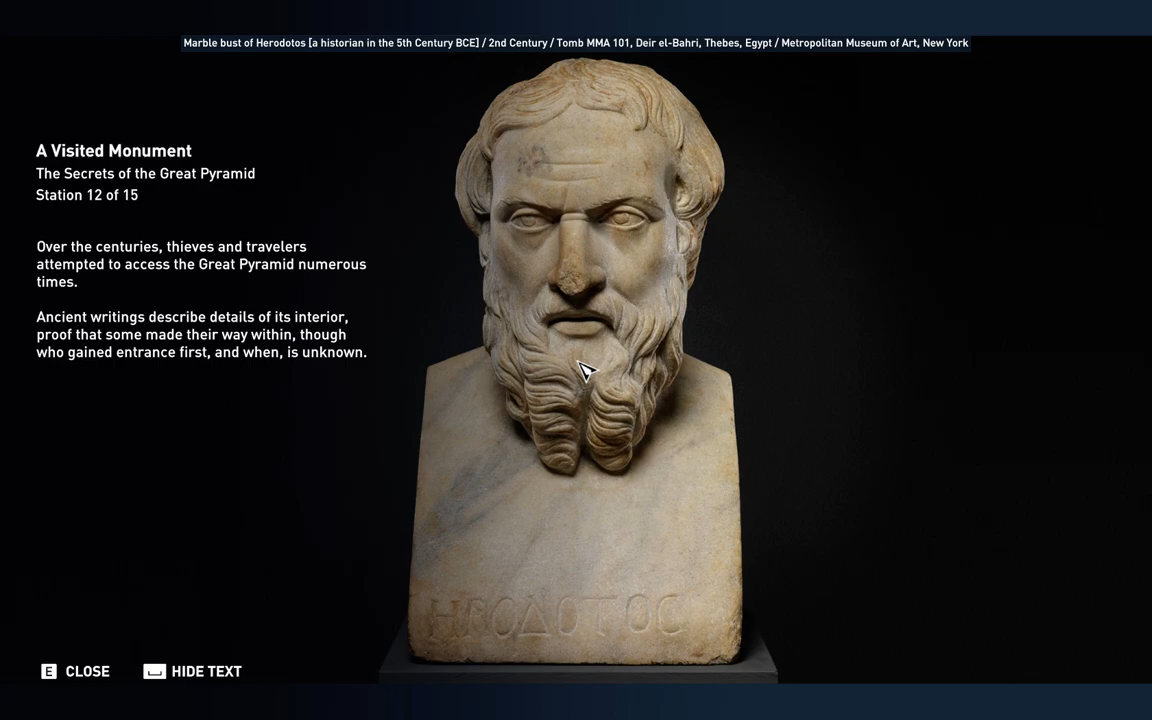 Marble bust of Herodotos [a historian in the 5th Century BCE] / 2nd Century / Tomb MMA 101, Deir el-Bahri, Thebes, Egypt / Metropolitan Museum of Art, New York
A Visited Monument
The Secrets of the Great Pyramid
Station 12 of 15
Over the centuries, thieves and travelers
attempted to access the Great Pyramid numerous
times.
Ancient writings describe details of its interior,
proof that some made their way within, though
who gained entrance first, and when, is unknown.
ΗΡΟΔΟΤΟC
E CLOSE
HIDE TEXT